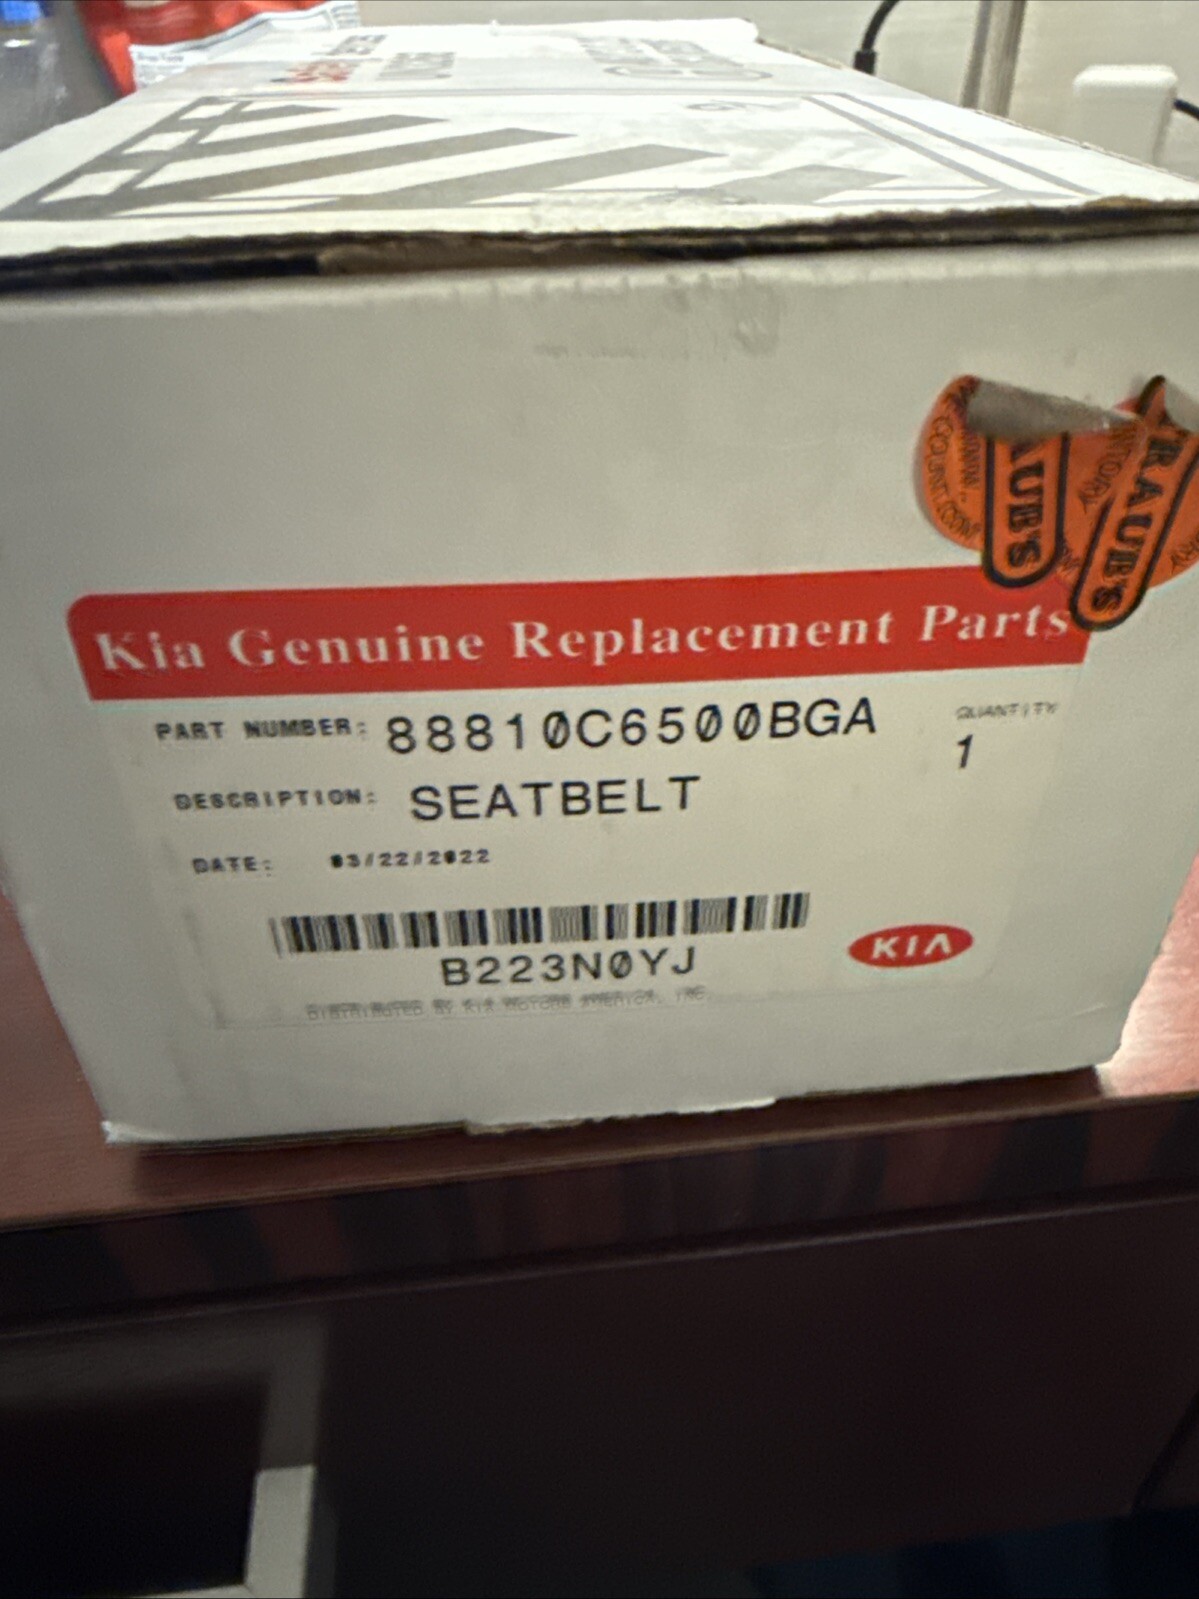 TRAUB'S
Kia Genuine Replacement Parts
PART NUMBER: 88810C6500BGA
QUANTITY
1
DESCRIPTION: SEATBELT
DATE: 03/22/2022
B223N0YJ
KIA
DISTRIBUTED BY KIA MOTORS AMERICA, INC.